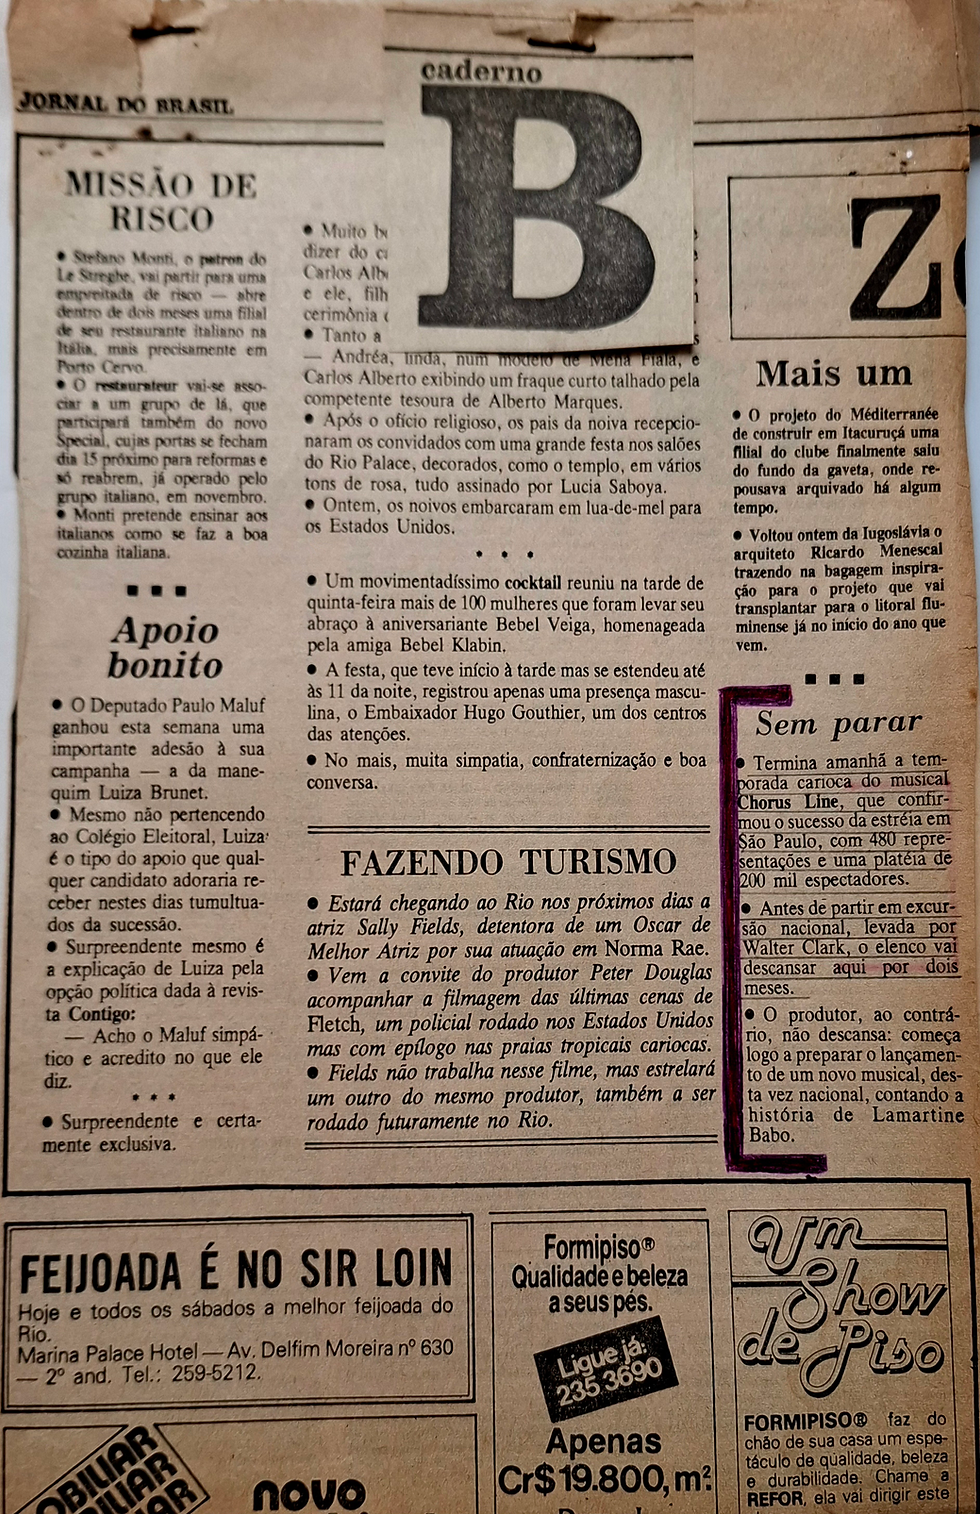 JORNAL DO BRASIL
caderno
B
MISSÃO DE
RISCO
● Stefano Monti, o patron do
Le Streghe, vai partir para uma
empreitada de risco — abre
dentro de dois meses uma filial
de seu restaurante italiano na
Itália, mais precisamente em
Porto Cervo.
● O restaurateur vai-se asso-
ciar a um grupo de lá, que
participará também do novo
Special, cujas portas se fecham
dia 15 próximo para reformas e
só reabrem, já operado pelo
grupo italiano, em novembro.
● Monti pretende ensinar aos
italianos como se faz a boa
cozinha italiana.
■ ■ ■
Apoio
bonito
● O Deputado Paulo Maluf
ganhou esta semana uma
importante adesão à sua
campanha — a da mane-
quim Luiza Brunet.
● Mesmo não pertencendo
ao Colégio Eleitoral, Luiza
é o tipo do apoio que qual-
quer candidato adoraria re-
ceber nestes dias tumultua-
dos da sucessão.
● Surpreendente mesmo é
a explicação de Luiza pela
opção política dada à revis-
ta Contigo:
— Acho o Maluf simpá-
tico e acredito no que ele
diz.
* * *
● Surpreendente e certa-
mente exclusiva.
● Muito
dizer do
Carlos
e ele,
cerimônia
● Tanto a
— Andréa, linda, num modelo de Mena Fiala, e
Carlos Alberto exibindo um fraque curto talhado pela
competente tesoura de Alberto Marques.
● Após o ofício religioso, os pais da noiva recepcio-
naram os convidados com uma grande festa nos salões
do Rio Palace, decorados, como o templo, em vários
tons de rosa, tudo assinado por Lucia Saboya.
● Ontem, os noivos embarcaram em lua-de-mel para
os Estados Unidos.
* * *
● Um movimentadíssimo cocktail reuniu na tarde de
quinta-feira mais de 100 mulheres que foram levar seu
abraço à aniversariante Bebel Veiga, homenageada
pela amiga Bebel Klabin.
● A festa, que teve início à tarde mas se estendeu até
às 11 da noite, registrou apenas uma presença mascu-
lina, o Embaixador Hugo Gouthier, um dos centros
das atenções.
● No mais, muita simpatia, confraternização e boa
conversa.
FAZENDO TURISMO
● Estará chegando ao Rio nos próximos dias a
atriz Sally Fields, detentora de um Oscar de
Melhor Atriz por sua atuação em Norma Rae.
● Vem a convite do produtor Peter Douglas
acompanhar a filmagem das últimas cenas de
Fletch, um policial rodado nos Estados Unidos
mas com epílogo nas praias tropicais cariocas.
● Fields não trabalha nesse filme, mas estrelará
um outro do mesmo produtor, também a ser
rodado futuramente no Rio.
Z
Mais um
● O projeto do Méditerranée
de construir em Itacuruçá uma
filial do clube finalmente saiu
do fundo da gaveta, onde re-
pousava arquivado há algum
tempo.
● Voltou ontem da Iugoslávia o
arquiteto Ricardo Menescal
trazendo na bagagem inspira-
ção para o projeto que vai
transplantar para o litoral flu-
minense já no início do ano que
vem.
■ ■ ■
Sem parar
● Termina amanhã a tem-
porada carioca do musical
Chorus Line, que confir-
mou o sucesso da estréia em
São Paulo, com 480 repre-
sentações e uma platéia de
200 mil espectadores.
● Antes de partir em excur-
são nacional, levada por
Walter Clark, o elenco vai
descansar aqui por dois
meses.
● O produtor, ao contrá-
rio, não descansa: começa
logo a preparar o lançamen-
to de um novo musical, des-
ta vez nacional, contando a
história de Lamartine
Babo.
FEIJOADA É NO SIR LOIN
Hoje e todos os sábados a melhor feijoada do
Rio.
Marina Palace Hotel — Av. Delfim Moreira nº 630
— 2º and. Tel.: 259-5212.
novo
Formipiso®
Qualidade e beleza
a seus pés.
Ligue já:
235 3690
Apenas
Cr$ 19.800, m²
Um
Show
de Piso
FORMIPISO® faz do
chão de sua casa um espe-
táculo de qualidade, beleza
e durabilidade. Chame a
REFOR, ela vai dirigir este